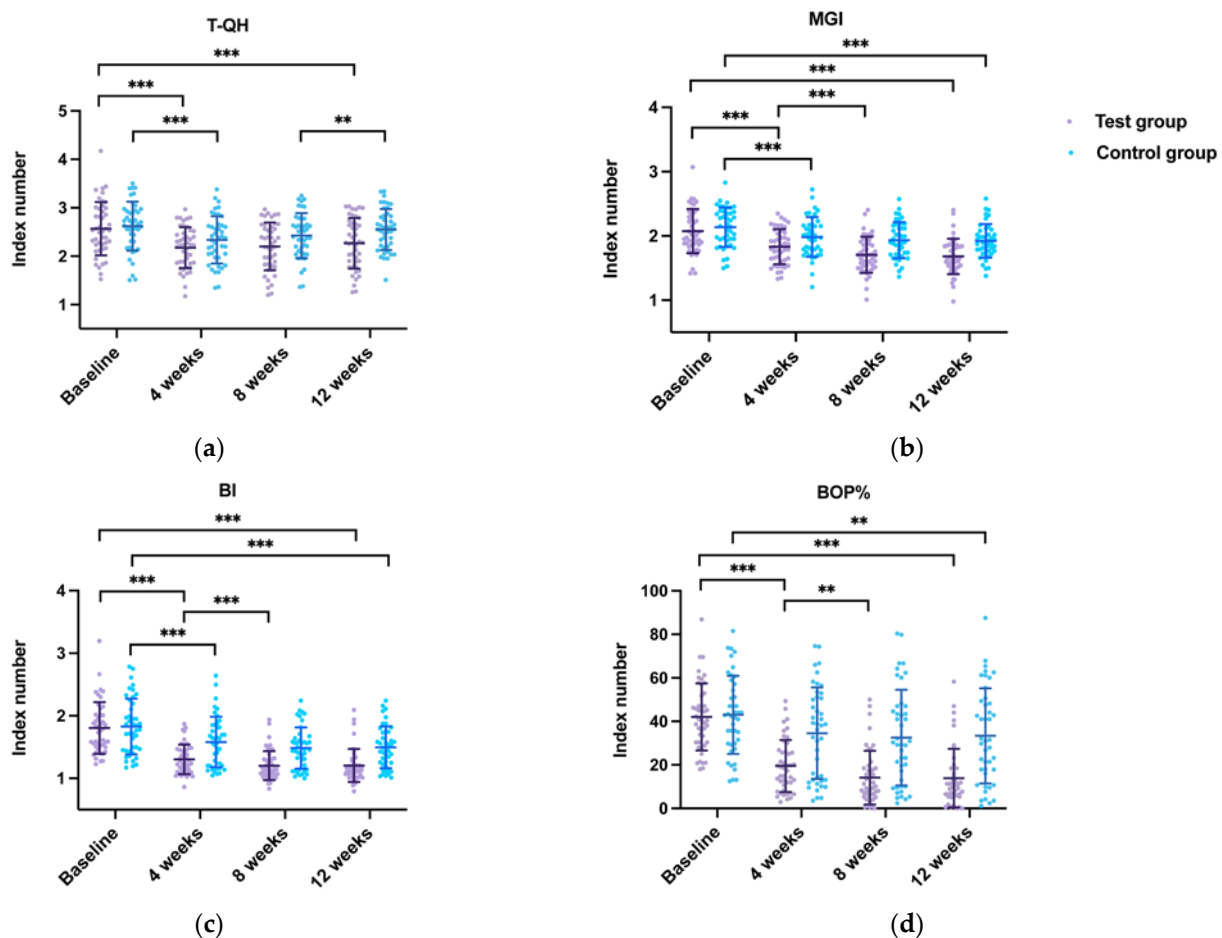 T-QH
***
***
***
**
Index number
5
4
3
2
1
Baseline
4 weeks
8 weeks
12 weeks
(a)
MGI
***
***
***
***
***
Index number
4
3
2
1
Baseline
4 weeks
8 weeks
12 weeks
(b)
Test group
Control group
BI
***
***
***
***
***
Index number
4
3
2
1
Baseline
4 weeks
8 weeks
12 weeks
(c)
BOP%
**
***
***
**
Index number
100
80
60
40
20
0
Baseline
4 weeks
8 weeks
12 weeks
(d)